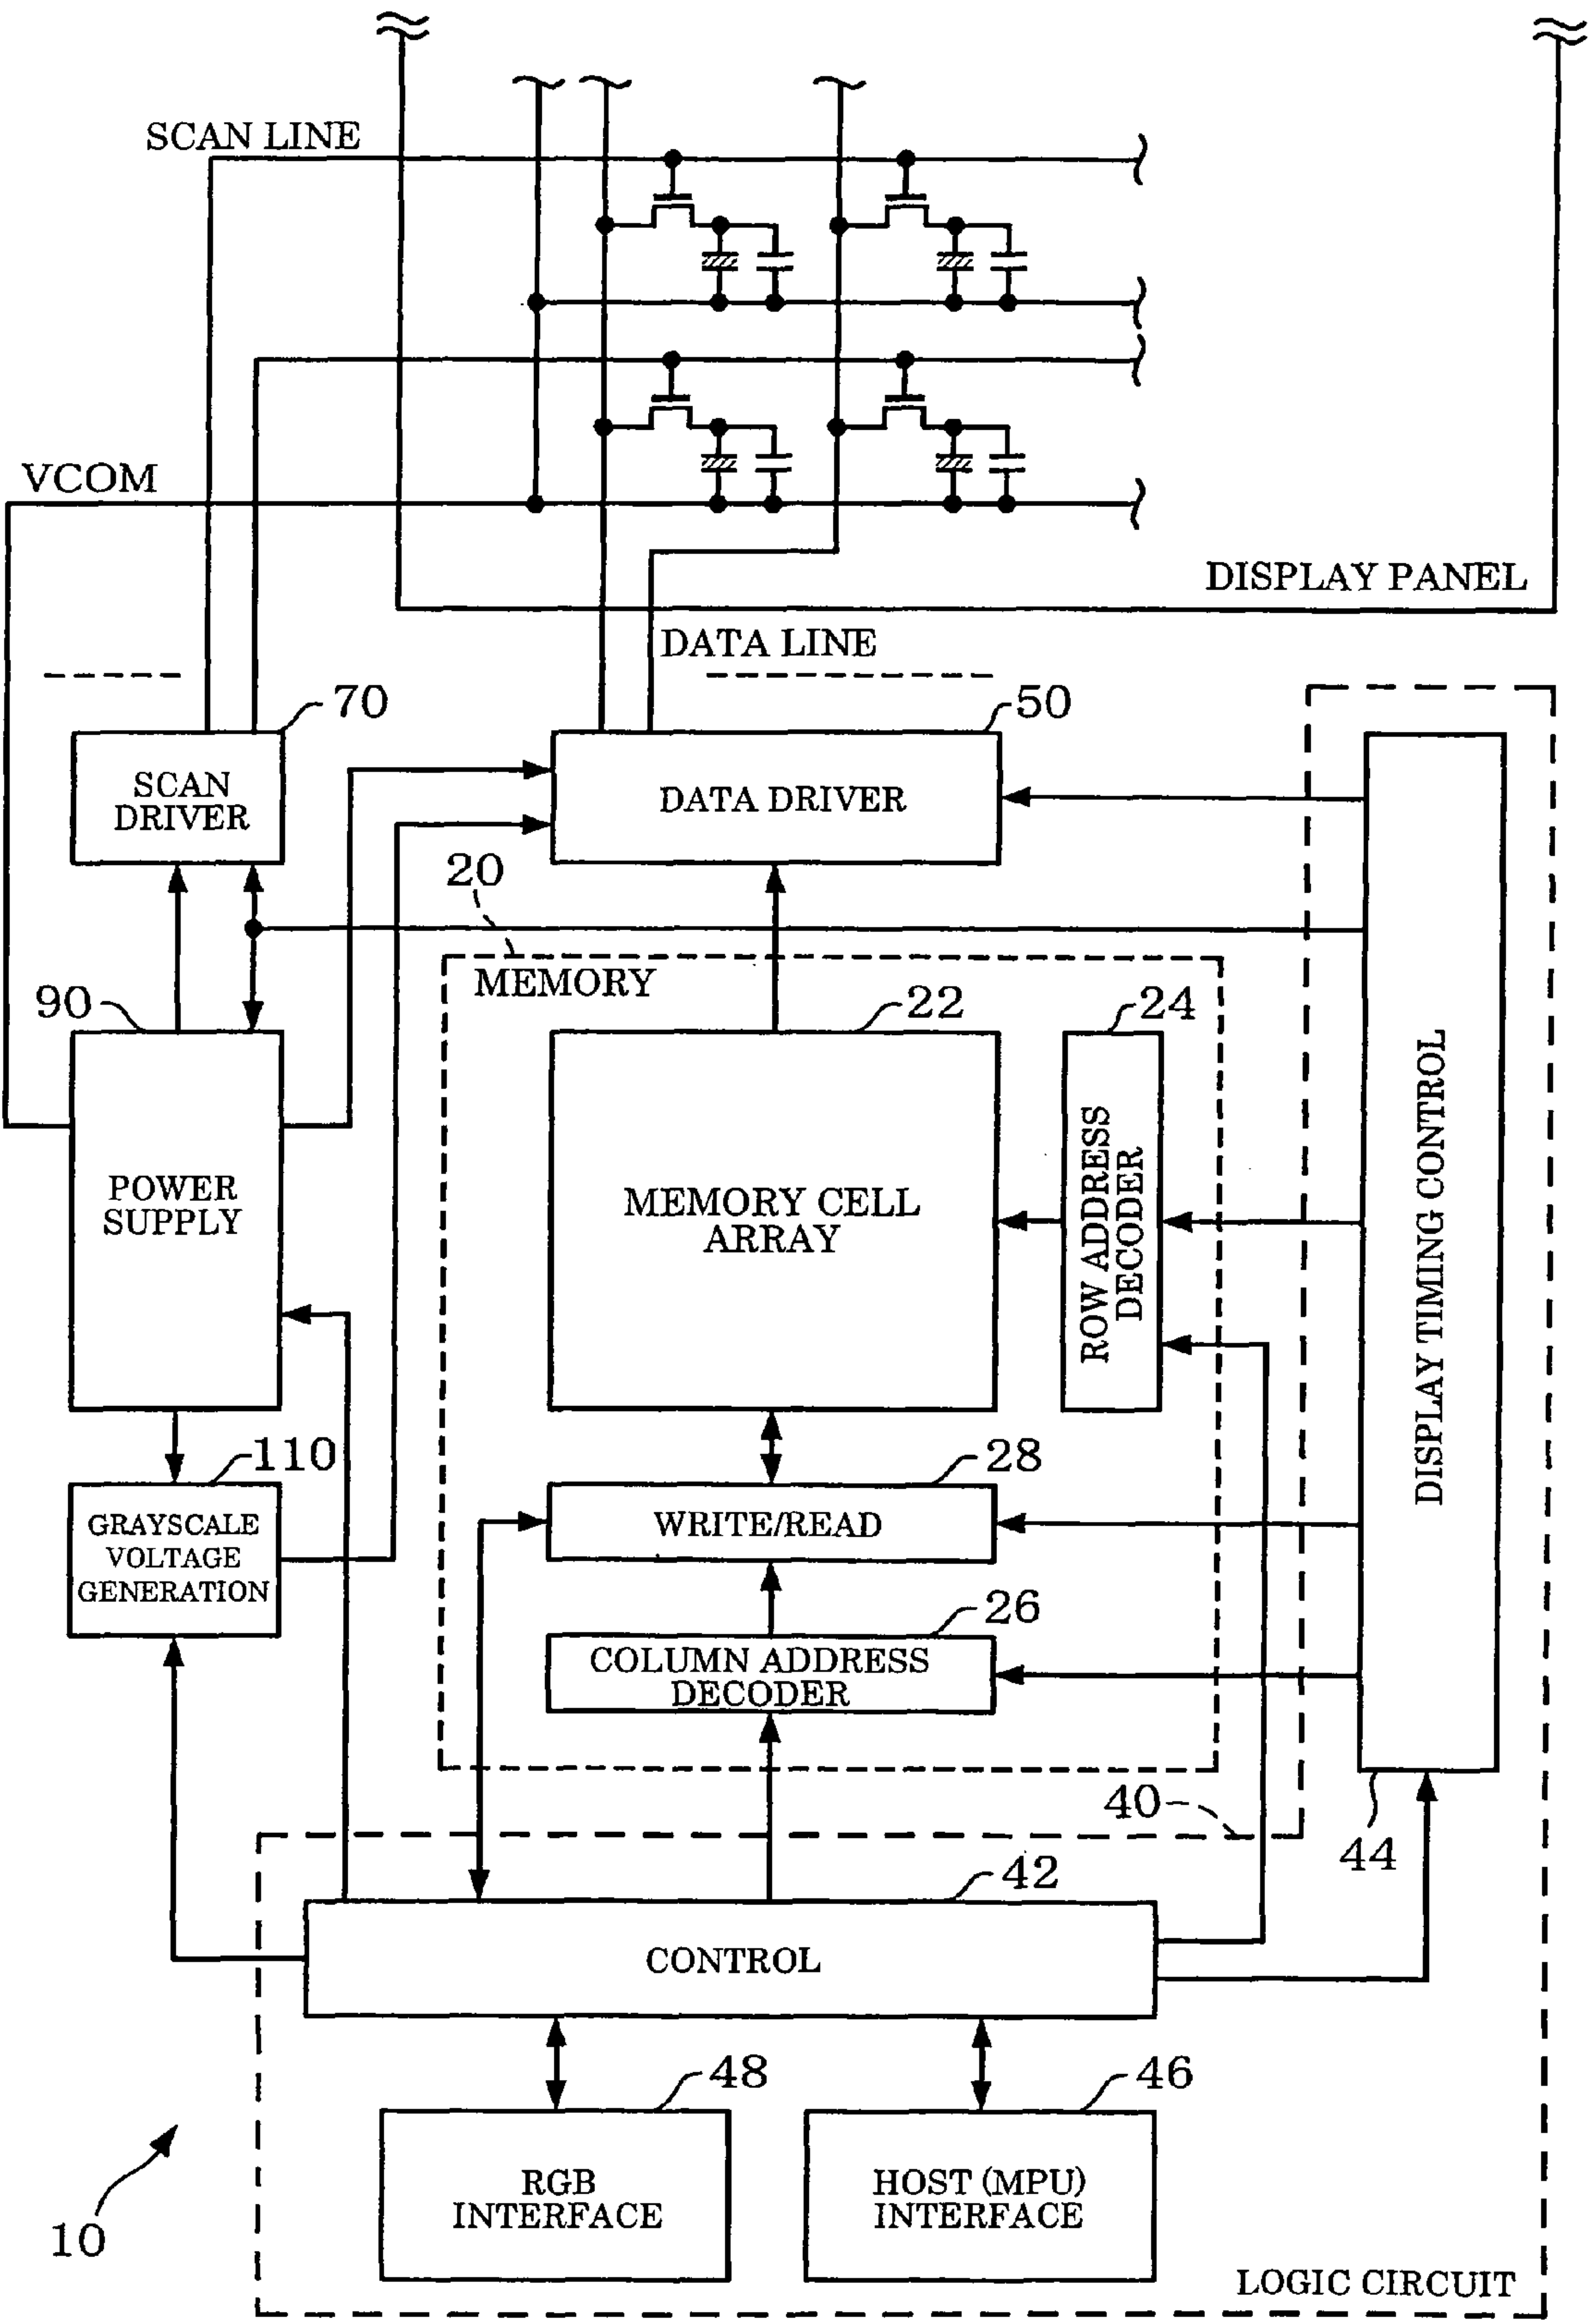 SCAN LINE
VCOM
DISPLAY PANEL
DATA LINE
70
50
SCAN
DRIVER
DATA DRIVER
20
MEMORY
90
22
24
POWER
SUPPLY
MEMORY CELL
ARRAY
ROW ADDRESS
DECODER
DISPLAY TIMING CONTROL
110
28
GRAYSCALE
VOLTAGE
GENERATION
WRITE/READ
26
COLUMN ADDRESS
DECODER
40
44
42
CONTROL
48
46
RGB
INTERFACE
HOST (MPU)
INTERFACE
10
LOGIC CIRCUIT